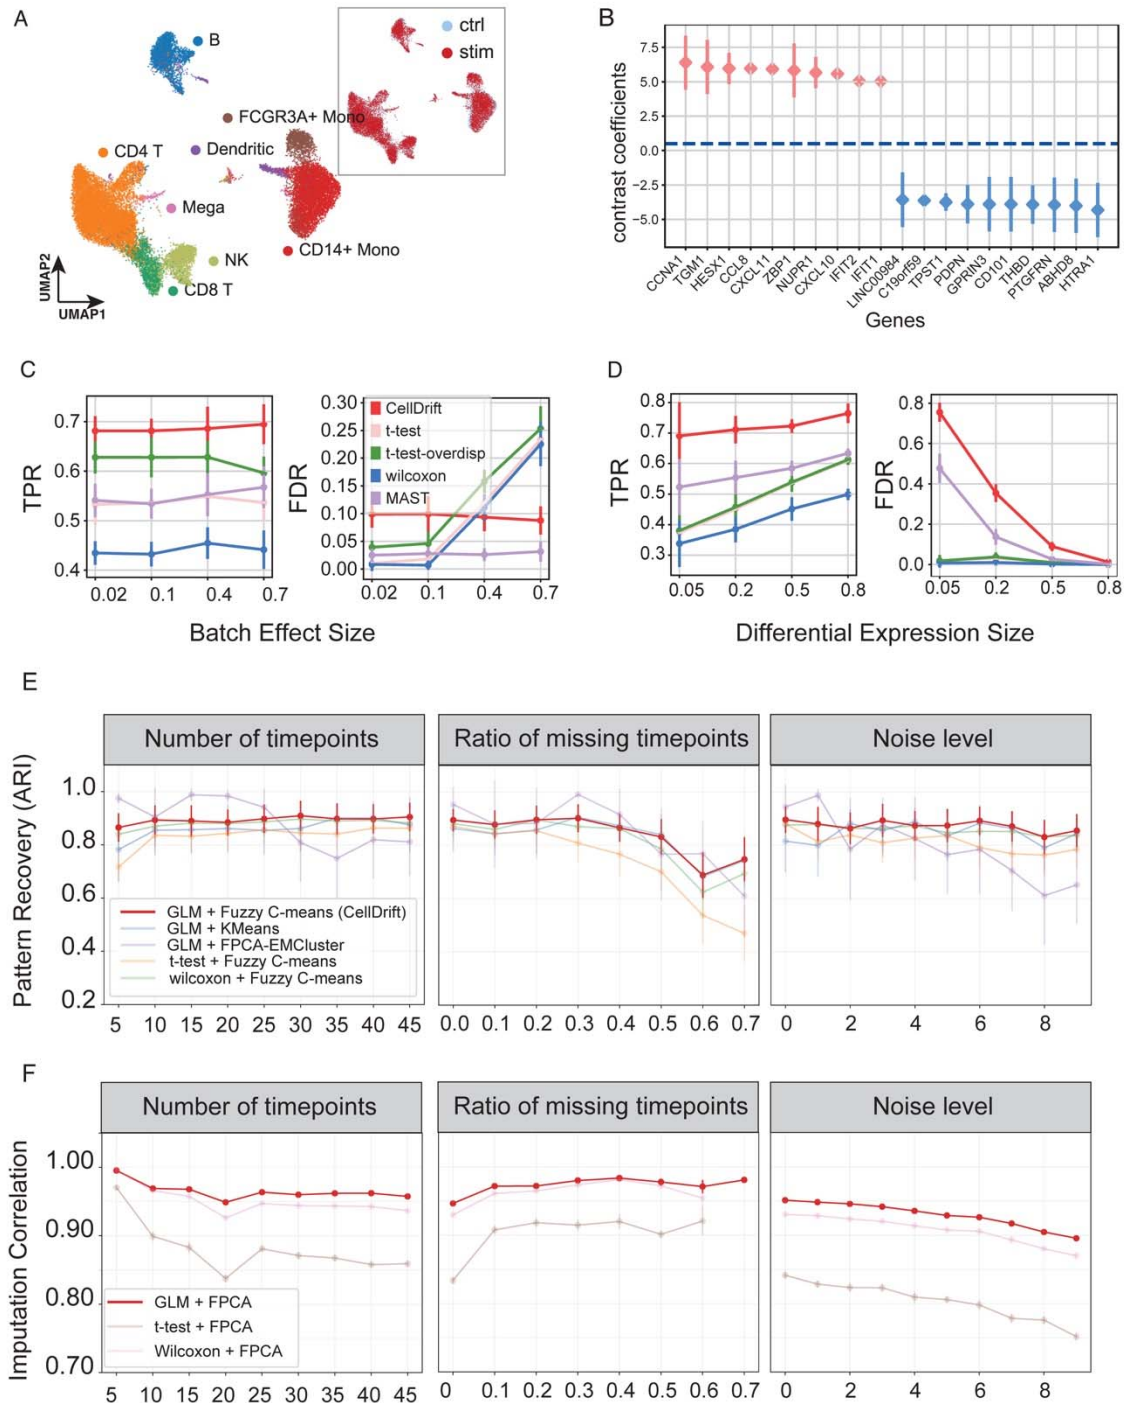 A
B
ctrl
stim
FCGR3A+ Mono
CD4 T
Dendritic
Mega
CD14+ Mono
NK
CD8 T
UMAP2
UMAP1
B
contrast coefficients
7.5
5.0
2.5
0.0
−2.5
−5.0
CCNA1
TGM1
HESX1
CCL8
CXCL11
ZBP1
NUPR1
CXCL10
IFIT2
IFIT1
LINC00984
C19orf59
TPST1
PDPN
GPRIN3
CD101
THBD
PTGFRN
ABHD8
HTRA1
Genes
C
TPR
0.7
0.6
0.5
0.4
0.02 0.1 0.4 0.7
FDR
0.30
0.25
0.20
0.15
0.10
0.05
0.00
0.02 0.1 0.4 0.7
CellDrift
t-test
t-test-overdisp
wilcoxon
MAST
Batch Effect Size
D
TPR
0.8
0.7
0.6
0.5
0.4
0.3
0.05 0.2 0.5 0.8
FDR
0.8
0.6
0.4
0.2
0.0
0.05 0.2 0.5 0.8
Differential Expression Size
E
Number of timepoints
Ratio of missing timepoints
Noise level
Pattern Recovery (ARI)
1.0
0.8
0.6
0.4
0.2
GLM + Fuzzy C-means (CellDrift)
GLM + KMeans
GLM + FPCA-EMCluster
t-test + Fuzzy C-means
wilcoxon + Fuzzy C-means
5 10 15 20 25 30 35 40 45
0.0 0.1 0.2 0.3 0.4 0.5 0.6 0.7
0 2 4 6 8
F
Number of timepoints
Ratio of missing timepoints
Noise level
Imputation Correlation
1.00
0.90
0.80
0.70
GLM + FPCA
t-test + FPCA
Wilcoxon + FPCA
5 10 15 20 25 30 35 40 45
0 0.1 0.2 0.3 0.4 0.5 0.6 0.7
0 2 4 6 8